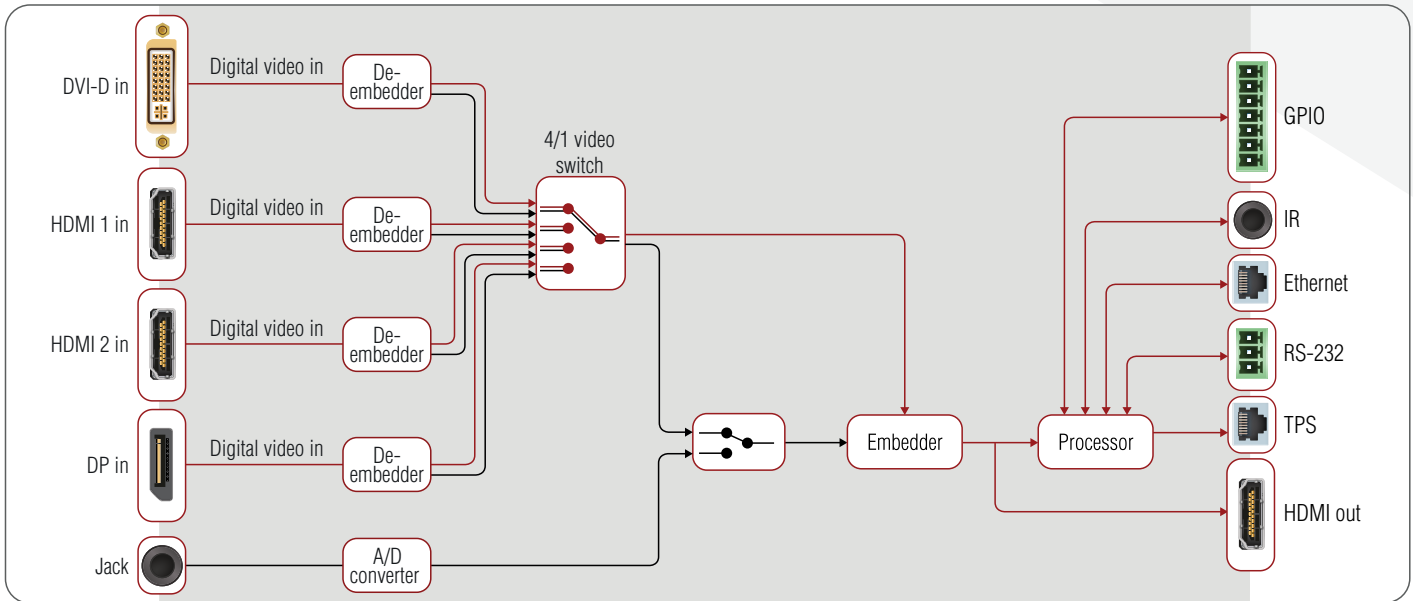 DVI-D in
Digital video in
De-
embedder
4/1 video
switch
HDMI 1 in
Digital video in
De-
embedder
HDMI 2 in
Digital video in
De-
embedder
DP in
Digital video in
De-
embedder
Jack
A/D
converter
Embedder
Processor
GPIO
IR
Ethernet
RS-232
TPS
HDMI out